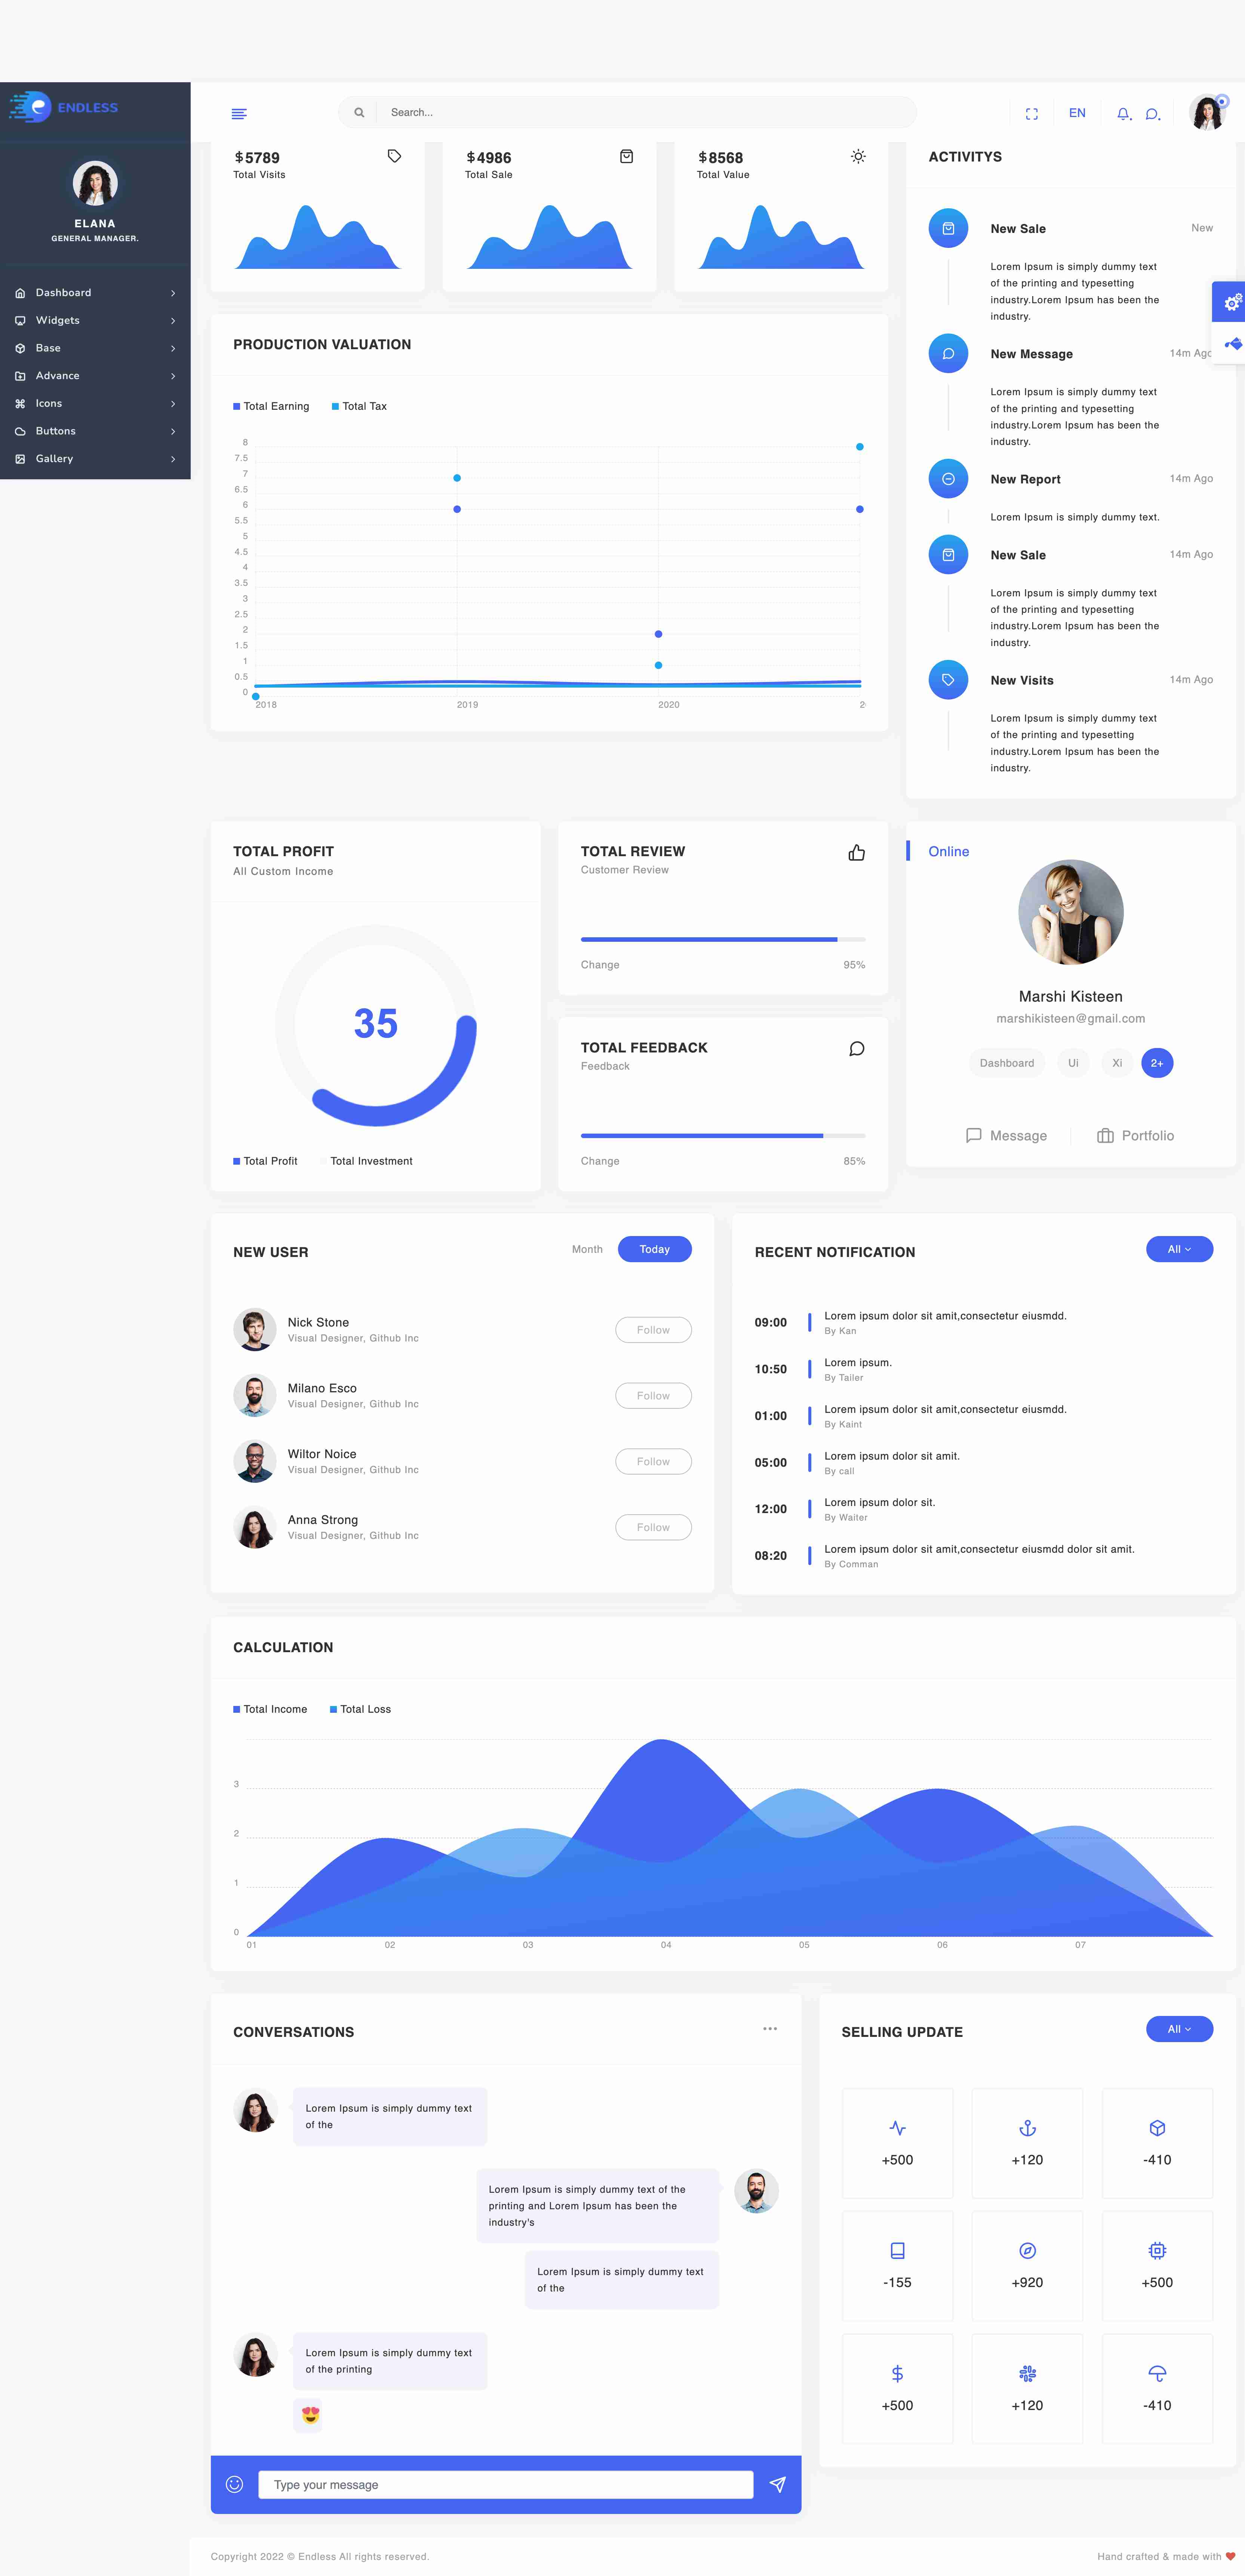 ENDLESS
Search...
EN
ELANA
GENERAL MANAGER.
Dashboard
Widgets
Base
Advance
Icons
Buttons
Gallery
$5789
Total Visits
$4986
Total Sale
$8568
Total Value
PRODUCTION VALUATION
Total Earning
Total Tax
8
7.5
7
6.5
6
5.5
5
4.5
4
3.5
3
2.5
2
1.5
1
0.5
0
2018
2019
2020
ACTIVITYS
New Sale
New
Lorem Ipsum is simply dummy text
of the printing and typesetting
industry.Lorem Ipsum has been the
industry.
New Message
14m Ago
Lorem Ipsum is simply dummy text
of the printing and typesetting
industry.Lorem Ipsum has been the
industry.
New Report
14m Ago
Lorem Ipsum is simply dummy text.
New Sale
14m Ago
Lorem Ipsum is simply dummy text
of the printing and typesetting
industry.Lorem Ipsum has been the
industry.
New Visits
14m Ago
Lorem Ipsum is simply dummy text
of the printing and typesetting
industry.Lorem Ipsum has been the
industry.
TOTAL PROFIT
All Custom Income
35
Total Profit
Total Investment
TOTAL REVIEW
Customer Review
Change
95%
TOTAL FEEDBACK
Feedback
Change
85%
Online
Marshi Kisteen
marshikisteen@gmail.com
Dashboard
Ui
Xi
2+
Message
Portfolio
NEW USER
Month
Today
Nick Stone
Visual Designer, Github Inc
Follow
Milano Esco
Visual Designer, Github Inc
Follow
Wiltor Noice
Visual Designer, Github Inc
Follow
Anna Strong
Visual Designer, Github Inc
Follow
RECENT NOTIFICATION
All
09:00
Lorem ipsum dolor sit amit,consectetur eiusmdd.
By Kan
10:50
Lorem ipsum.
By Tailer
01:00
Lorem ipsum dolor sit amit,consectetur eiusmdd.
By Kaint
05:00
Lorem ipsum dolor sit amit.
By call
12:00
Lorem ipsum dolor sit.
By Waiter
08:20
Lorem ipsum dolor sit amit,consectetur eiusmdd dolor sit amit.
By Comman
CALCULATION
Total Income
Total Loss
3
2
1
0
01
02
03
04
05
06
07
CONVERSATIONS
Lorem Ipsum is simply dummy text
of the
Lorem Ipsum is simply dummy text of the
printing and Lorem Ipsum has been the
industry's
Lorem Ipsum is simply dummy text
of the
Lorem Ipsum is simply dummy text
of the printing
Type your message
SELLING UPDATE
All
+500
+120
-410
-155
+920
+500
+500
+120
-410
Copyright 2022 © Endless All rights reserved.
Hand crafted & made with